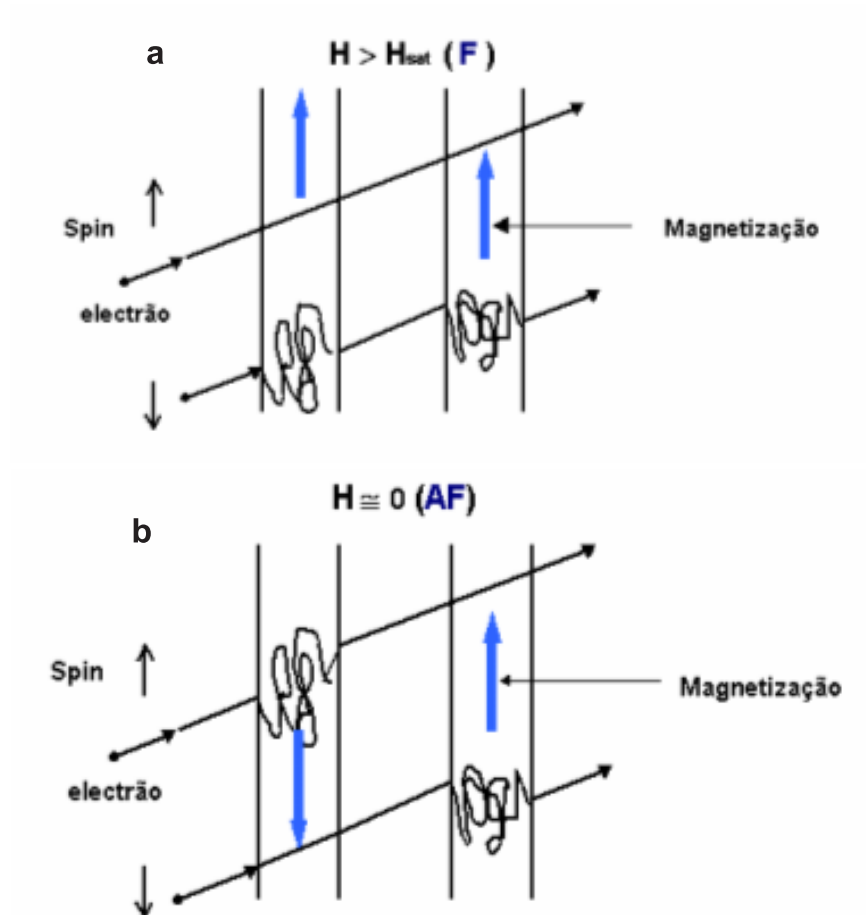 a
H > Hsat (F)
Spin
Magnetização
electrão
H ≅ 0 (AF)
b
Spin
Magnetização
electrão